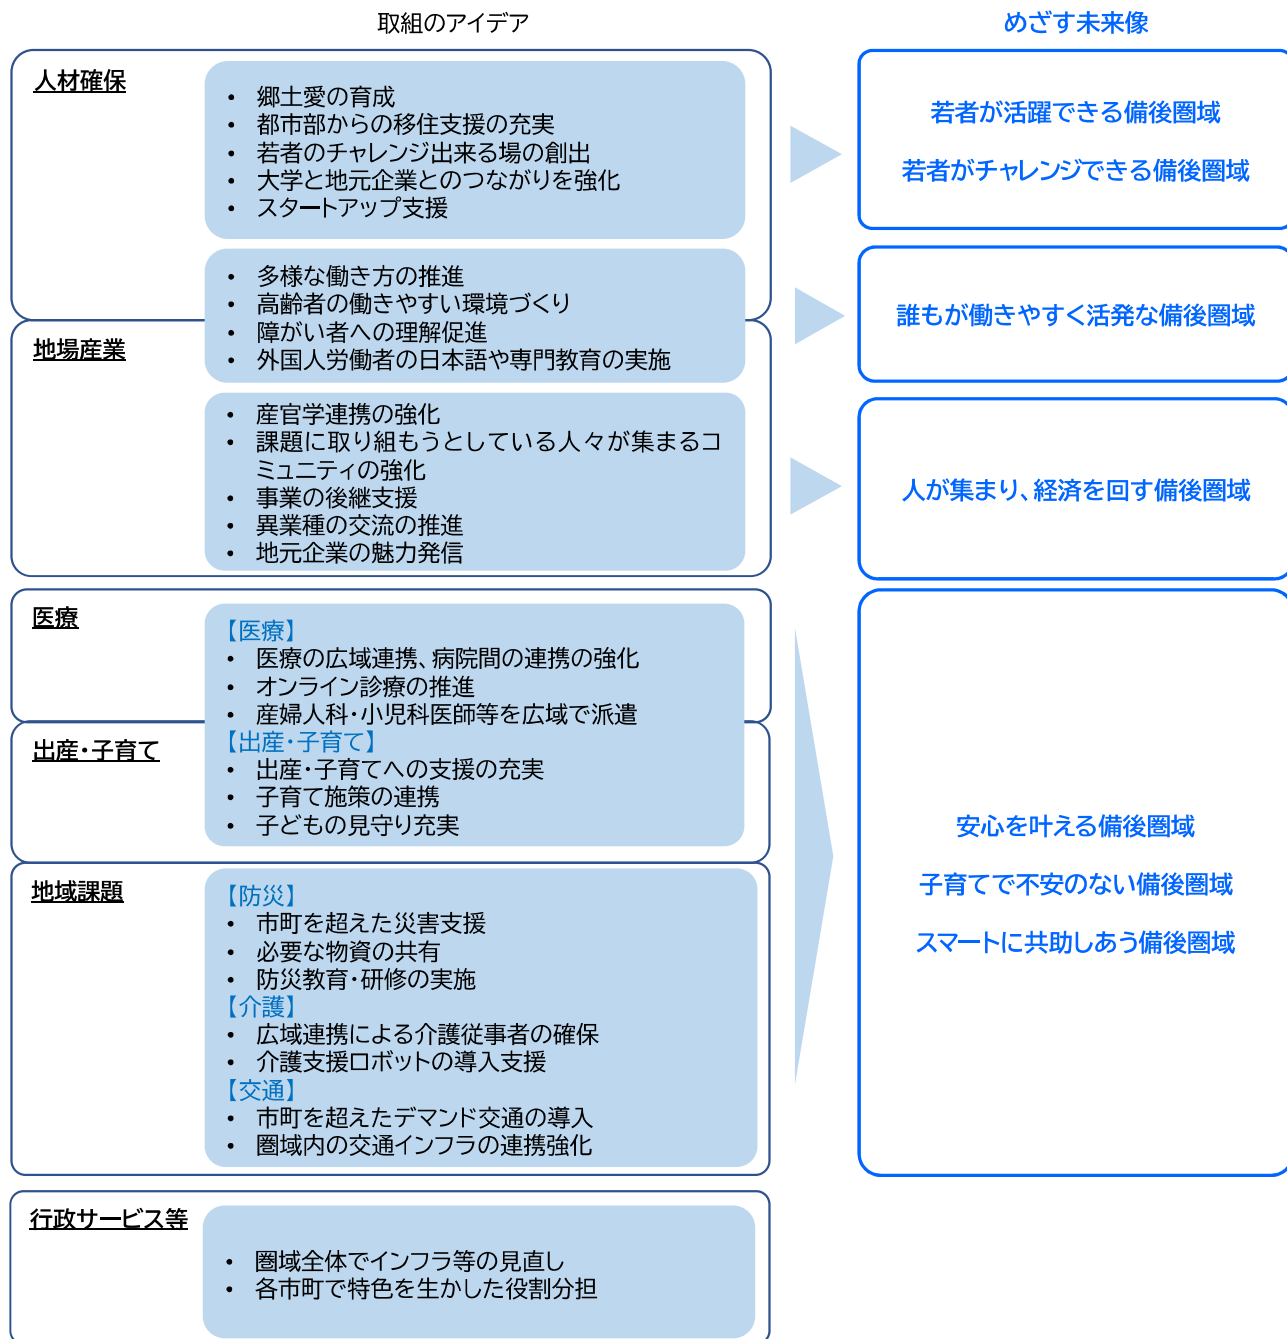 取組のアイデア
めざす未来像
人材確保
• 郷土愛の育成
• 都市部からの移住支援の充実
• 若者のチャレンジ出来る場の創出
• 大学と地元企業とのつながりを強化
• スタートアップ支援
若者が活躍できる備後圏域
若者がチャレンジできる備後圏域
• 多様な働き方の推進
• 高齢者の働きやすい環境づくり
• 障がい者への理解促進
• 外国人労働者の日本語や専門教育の実施
誰もが働きやすく活発な備後圏域
地場産業
• 産官学連携の強化
• 課題に取り組もうとしている人々が集まるコ
ミュニティの強化
• 事業の後継支援
• 異業種の交流の推進
• 地元企業の魅力発信
人が集まり、経済を回す備後圏域
医療
【医療】
• 医療の広域連携、病院間の連携の強化
• オンライン診療の推進
• 産婦人科・小児科医師等を広域で派遣
出産・子育て
【出産・子育て】
• 出産・子育てへの支援の充実
• 子育て施策の連携
• 子どもの見守り充実
地域課題
【防災】
• 市町を超えた災害支援
• 必要な物資の共有
• 防災教育・研修の実施
【介護】
• 広域連携による介護従事者の確保
• 介護支援ロボットの導入支援
【交通】
• 市町を超えたデマンド交通の導入
• 圏域内の交通インフラの連携強化
安心を叶える備後圏域
子育てで不安のない備後圏域
スマートに共助しあう備後圏域
行政サービス等
• 圏域全体でインフラ等の見直し
• 各市町で特色を生かした役割分担